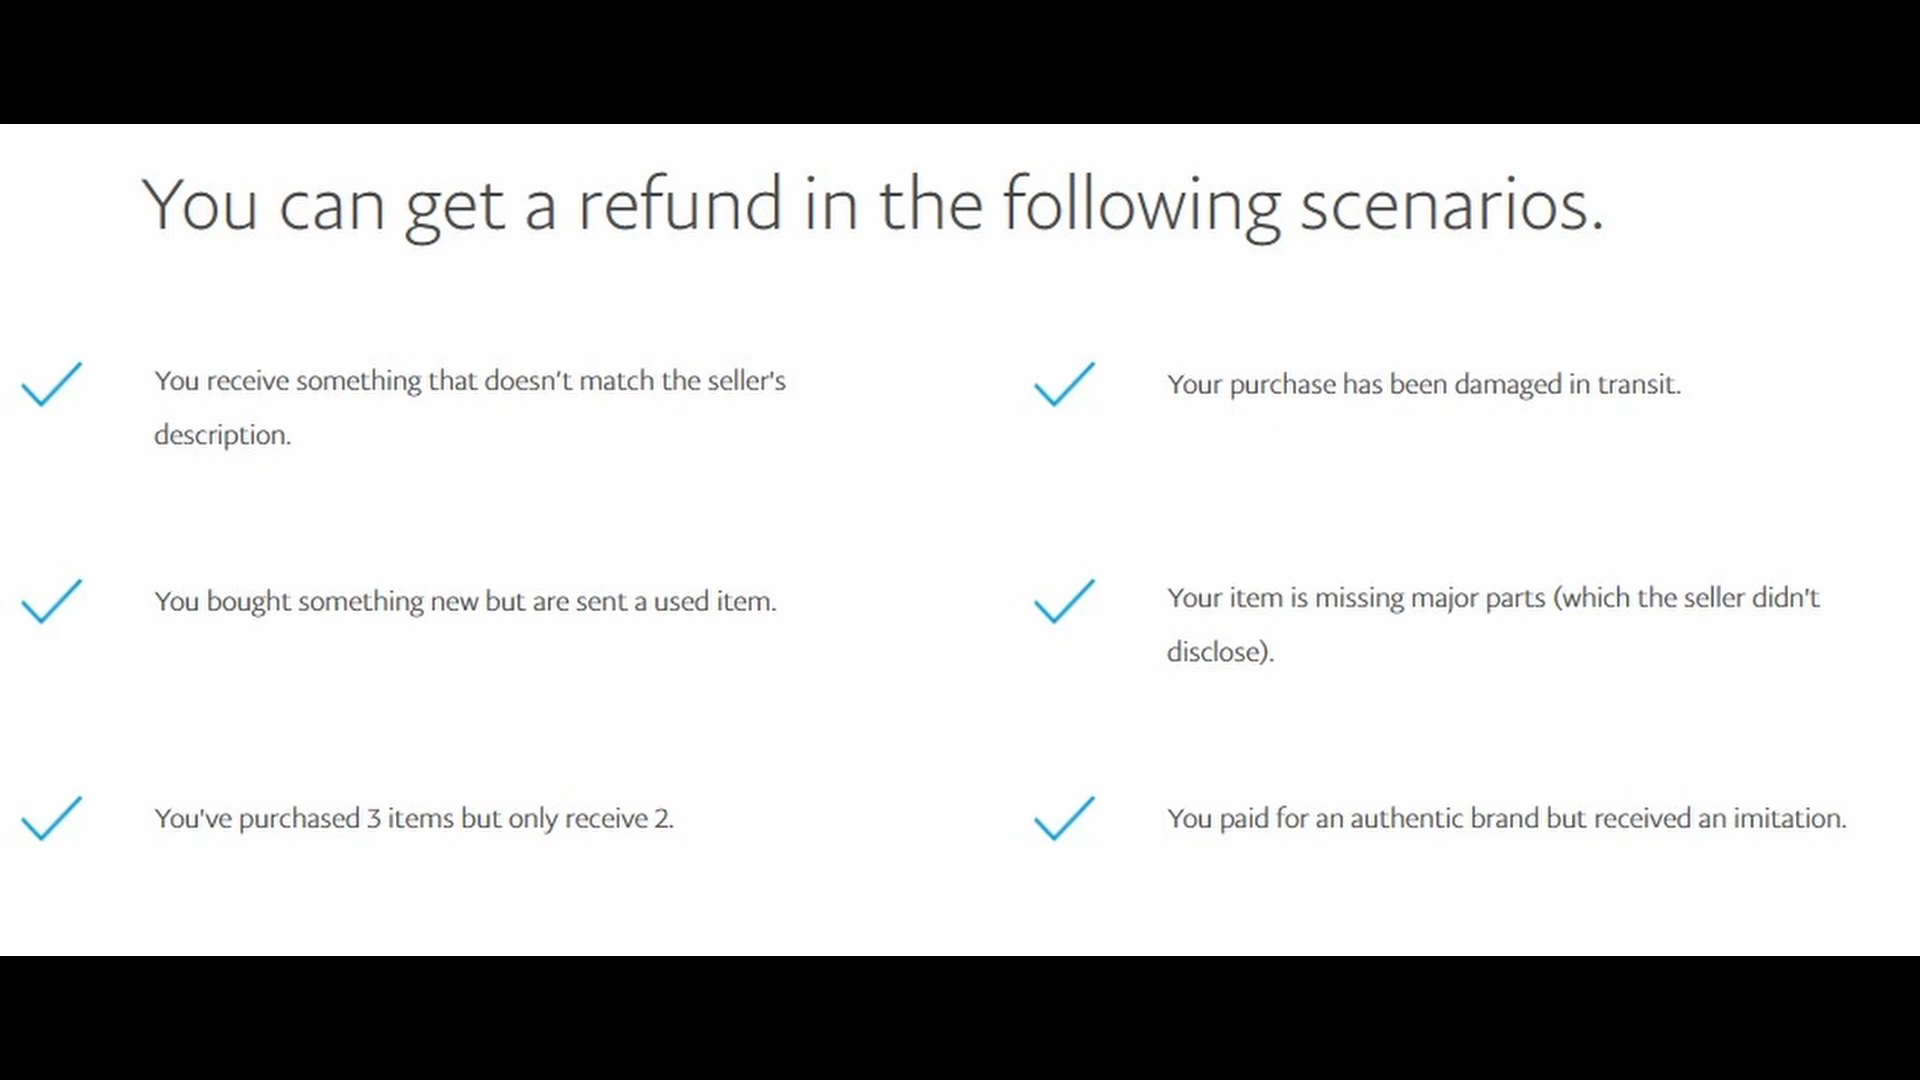 You can get a refund in the following scenarios.
You receive something that doesn't match the seller's
description.
Your purchase has been damaged in transit.
You bought something new but are sent a used item.
Your item is missing major parts (which the seller didn't
disclose).
You've purchased 3 items but only receive 2.
You paid for an authentic brand but received an imitation.